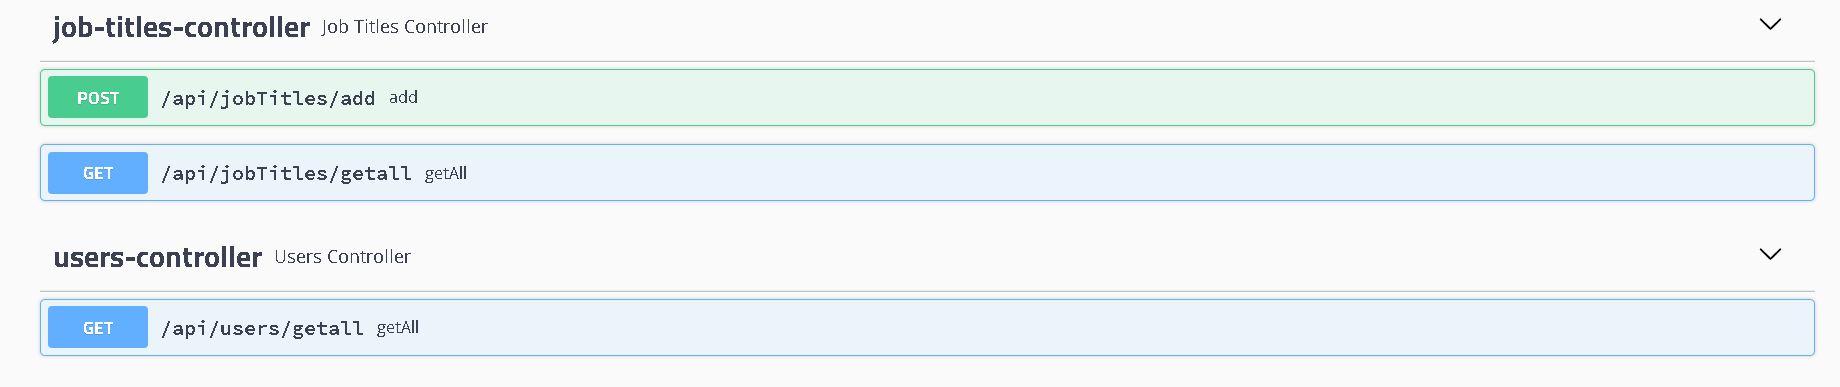 job-titles-controller Job Titles Controller
POST /api/jobTitles/add add
GET /api/jobTitles/getall getAll
users-controller Users Controller
GET /api/users/getall getAll